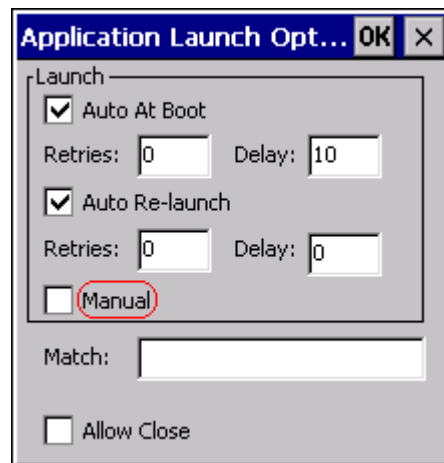 Application Launch Opt... OK ×
Launch
Auto At Boot
Retries: 0 Delay: 10
Auto Re-launch
Retries: 0 Delay: 0
Manual
Match:
Allow Close